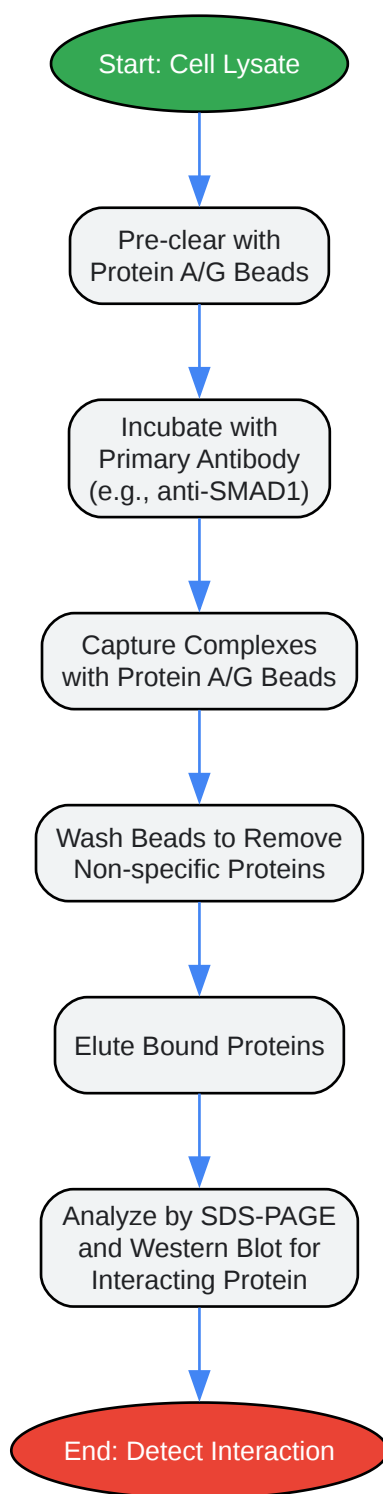 Start: Cell Lysate
Pre-clear with
Protein A/G Beads
Incubate with
Primary Antibody
(e.g., anti-SMAD1)
Capture Complexes
with Protein A/G Beads
Wash Beads to Remove
Non-specific Proteins
Elute Bound Proteins
Analyze by SDS-PAGE
and Western Blot for
Interacting Protein
End: Detect Interaction